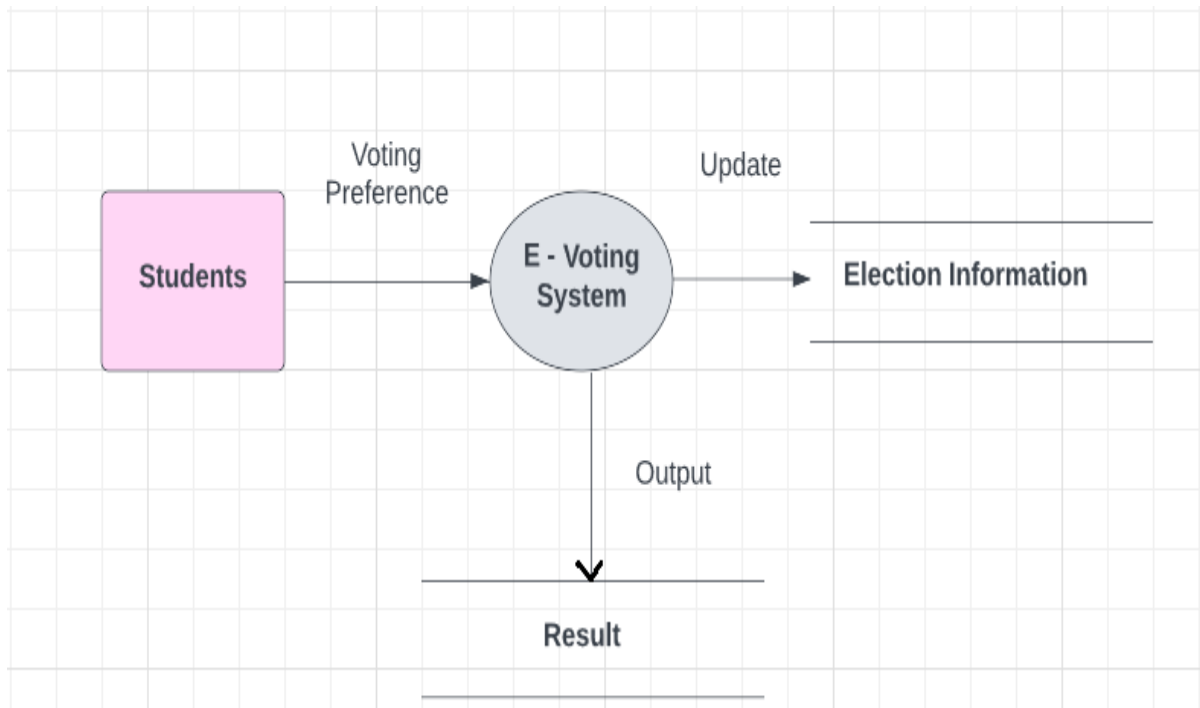 Voting
Preference
Update
Students
E - Voting
System
Election Information
Output
Result